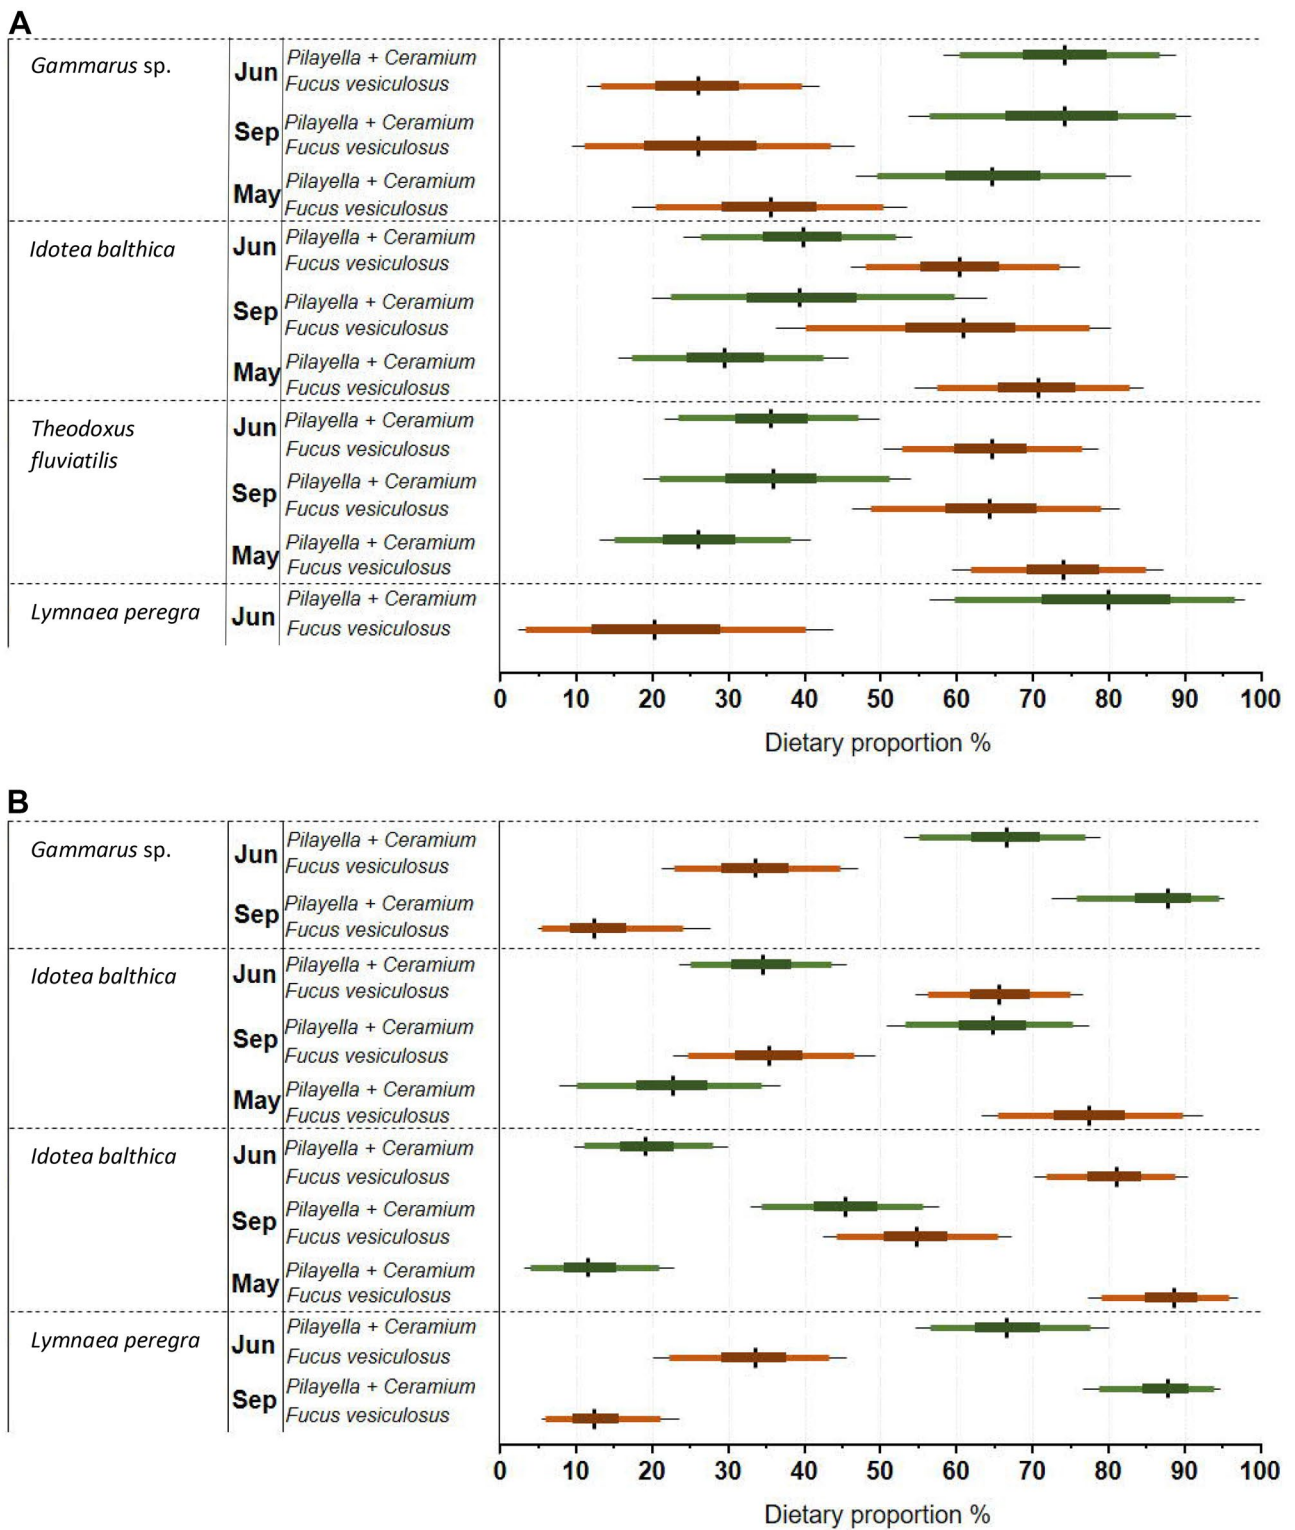 A
Gammarus sp.
Jun
Pilayella + Ceramium
Fucus vesiculosus
Sep
Pilayella + Ceramium
Fucus vesiculosus
May
Pilayella + Ceramium
Fucus vesiculosus
Idotea balthica
Jun
Pilayella + Ceramium
Fucus vesiculosus
Sep
Pilayella + Ceramium
Fucus vesiculosus
May
Pilayella + Ceramium
Fucus vesiculosus
Theodoxus
fluviatilis
Jun
Pilayella + Ceramium
Fucus vesiculosus
Sep
Pilayella + Ceramium
Fucus vesiculosus
May
Pilayella + Ceramium
Fucus vesiculosus
Lymnaea peregra
Jun
Pilayella + Ceramium
Fucus vesiculosus
0 10 20 30 40 50 60 70 80 90 100
Dietary proportion %
B
Gammarus sp.
Jun
Pilayella + Ceramium
Fucus vesiculosus
Sep
Pilayella + Ceramium
Fucus vesiculosus
Idotea balthica
Jun
Pilayella + Ceramium
Fucus vesiculosus
Sep
Pilayella + Ceramium
Fucus vesiculosus
May
Pilayella + Ceramium
Fucus vesiculosus
Idotea balthica
Jun
Pilayella + Ceramium
Fucus vesiculosus
Sep
Pilayella + Ceramium
Fucus vesiculosus
May
Pilayella + Ceramium
Fucus vesiculosus
Lymnaea peregra
Jun
Pilayella + Ceramium
Fucus vesiculosus
Sep
Pilayella + Ceramium
Fucus vesiculosus
0 10 20 30 40 50 60 70 80 90 100
Dietary proportion %